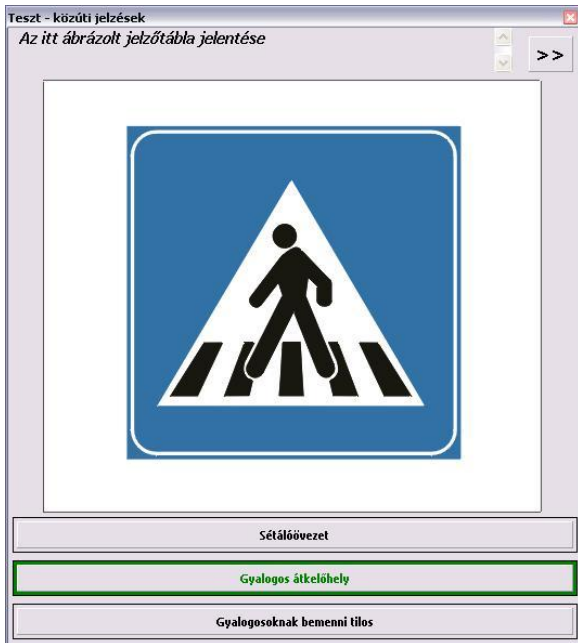 Teszt - közúti jelzések
Az itt ábrázolt jelzőtábla jelentése
>>
Sétálóövezet
Gyalogos átkelőhely
Gyalogosoknak bemenni tilos